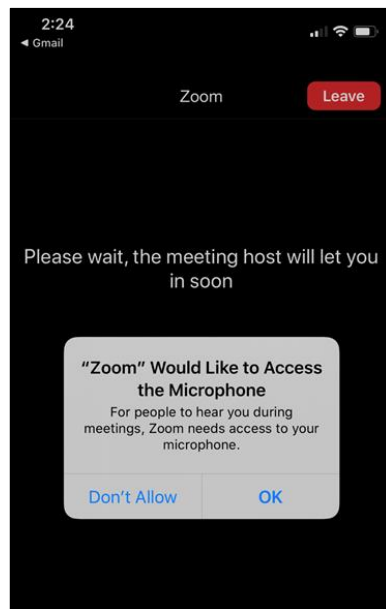 2:24
◀ Gmail
Zoom
Leave
Please wait, the meeting host will let you
in soon
“Zoom” Would Like to Access
the Microphone
For people to hear you during
meetings, Zoom needs access to your
microphone.
Don’t Allow
OK